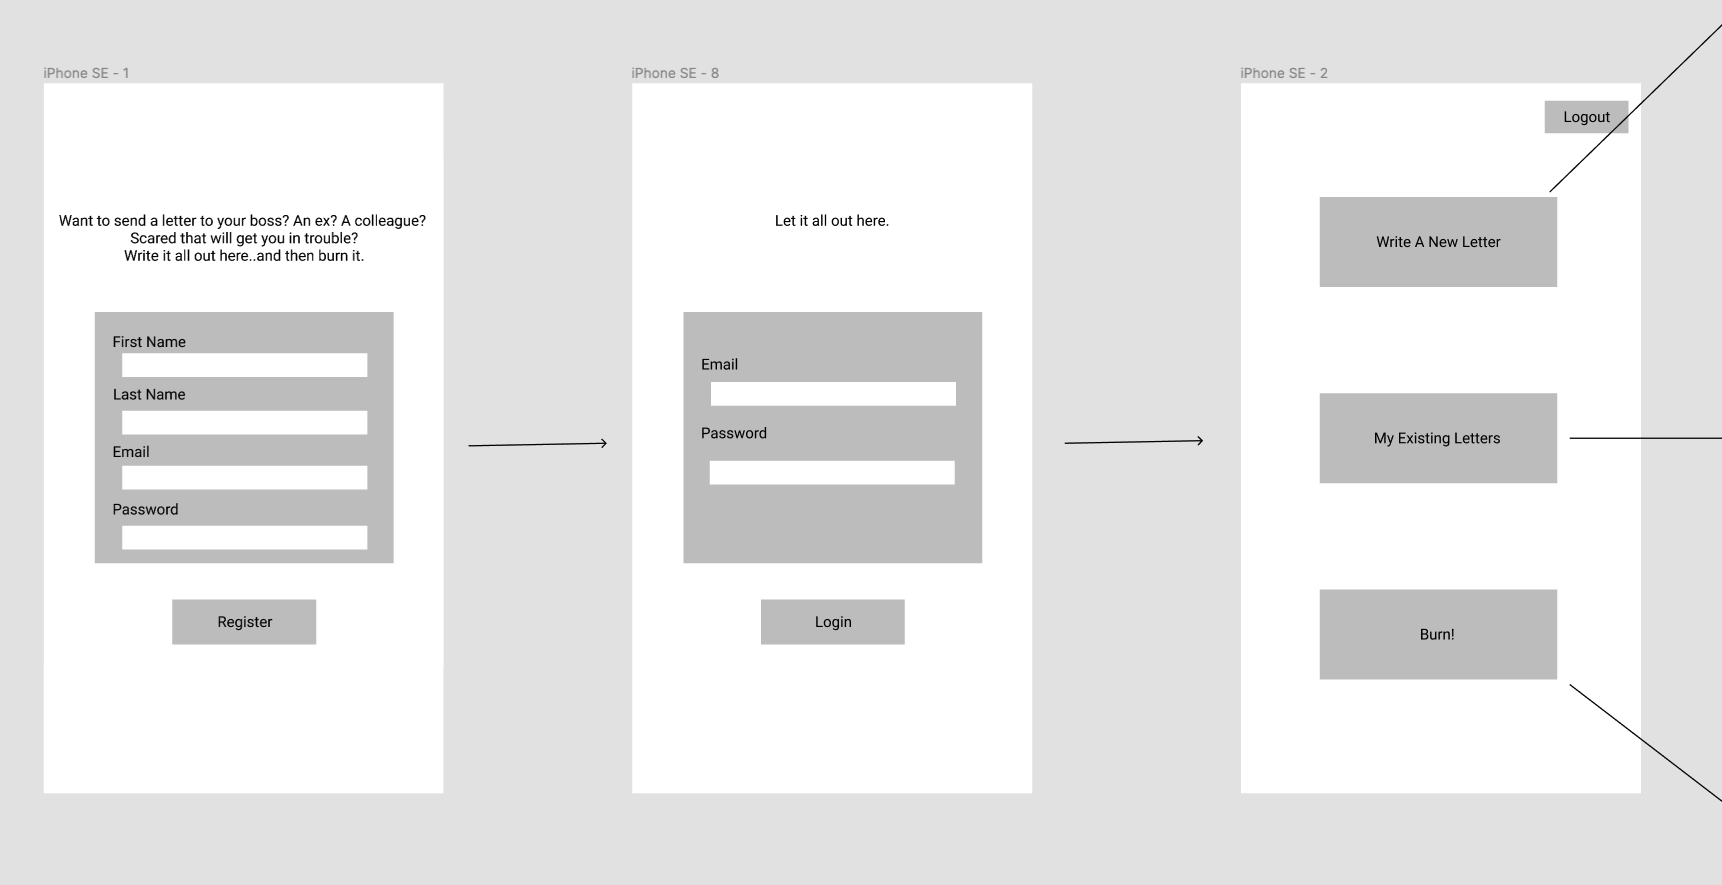 iPhone SE - 1
Want to send a letter to your boss? An ex? A colleague?
Scared that will get you in trouble?
Write it all out here..and then burn it.
First Name
Last Name
Email
Password
Register
iPhone SE - 8
Let it all out here.
Email
Password
Login
iPhone SE - 2
Logout
Write A New Letter
My Existing Letters
Burn!